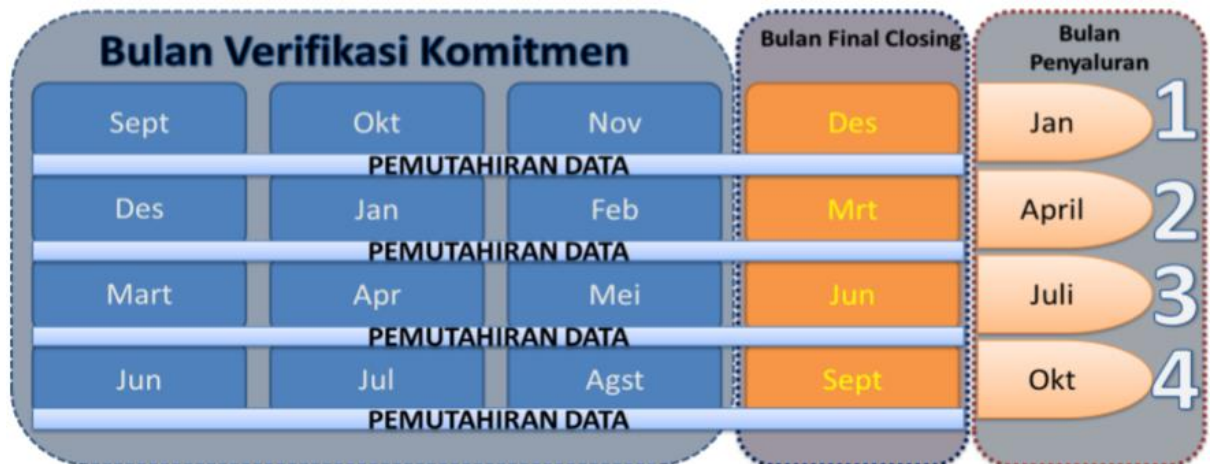 Bulan Verifikasi Komitmen
Bulan Final Closing
Bulan
Penyaluran
Sept Okt Nov Des Jan 1
PEMUTAHIRAN DATA
Des Jan Feb Mrt April 2
PEMUTAHIRAN DATA
Mart Apr Mei Jun Juli 3
PEMUTAHIRAN DATA
Jun Jul Agst Sept Okt 4
PEMUTAHIRAN DATA